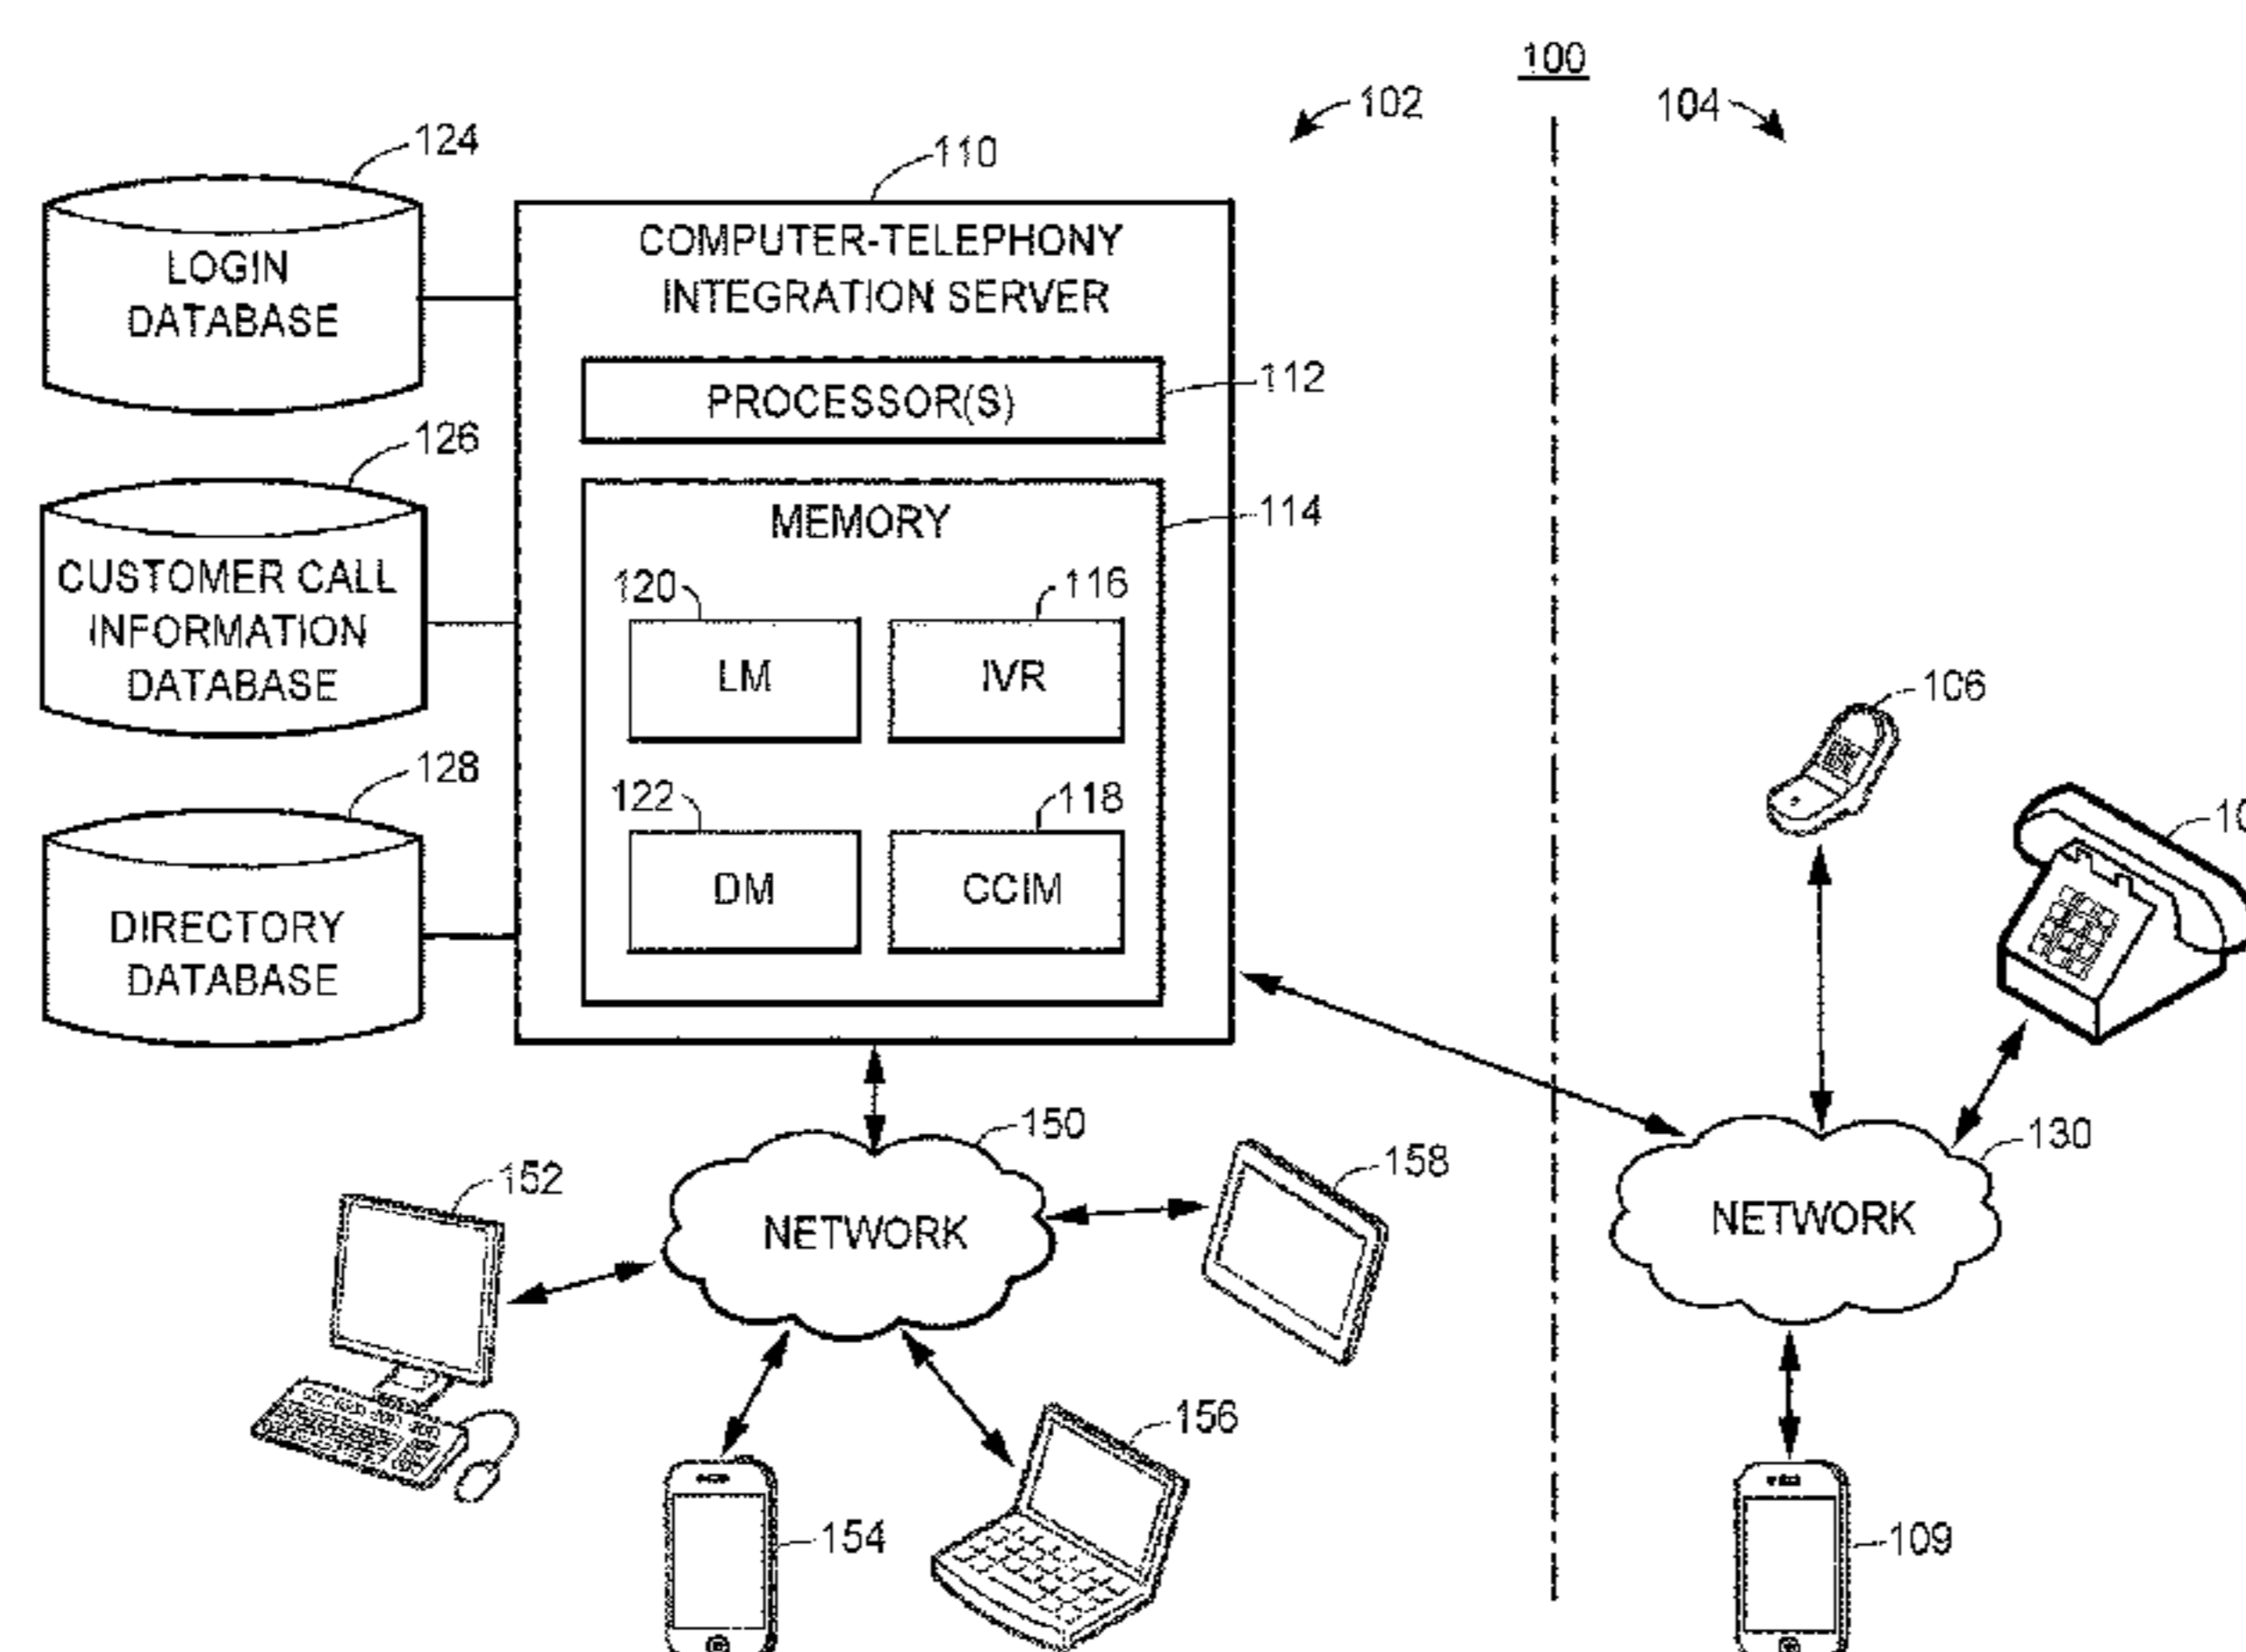 100
102
104
124
110
LOGIN
DATABASE
COMPUTER-TELEPHONY
INTEGRATION SERVER
PROCESSOR(S)
112
126
CUSTOMER CALL
INFORMATION
DATABASE
MEMORY
114
120
116
LM
IVR
128
DIRECTORY
DATABASE
122
118
DM
CCIM
106
150
NETWORK
152
158
154
156
130
NETWORK
109